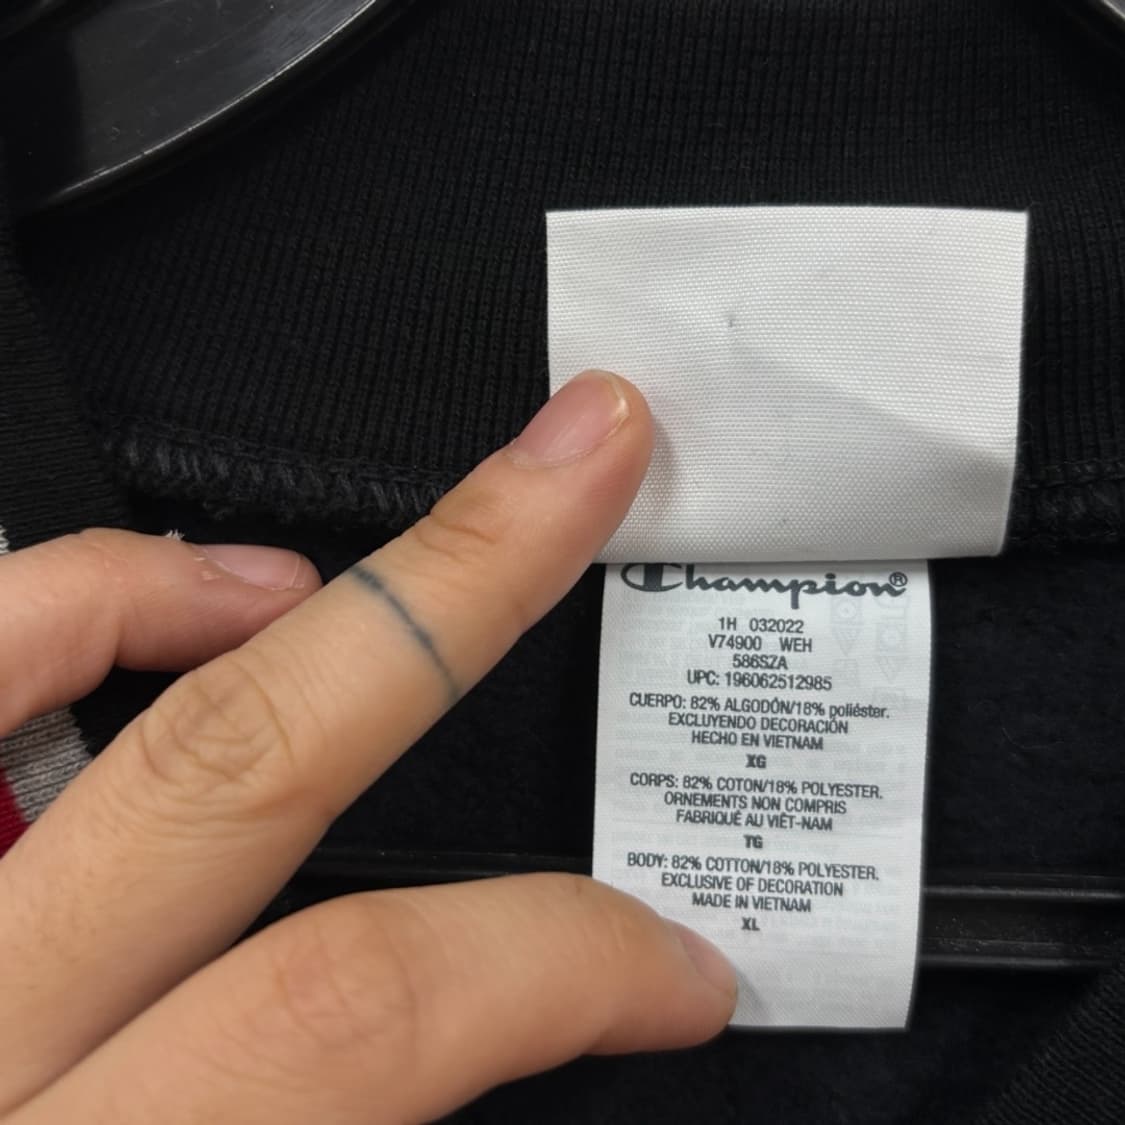 Champion®
1H 032022
V74900 WEH
586SZA
UPC: 196062512985
CUERPO: 82% ALGODÓN/18% poliéster.
EXCLUYENDO DECORACIÓN
HECHO EN VIETNAM
XG
CORPS: 82% COTON/18% POLYESTER.
ORNEMENTS NON COMPRIS
FABRIQUÉ AU VIÊT-NAM
TG
BODY: 82% COTTON/18% POLYESTER.
EXCLUSIVE OF DECORATION
MADE IN VIETNAM
XL